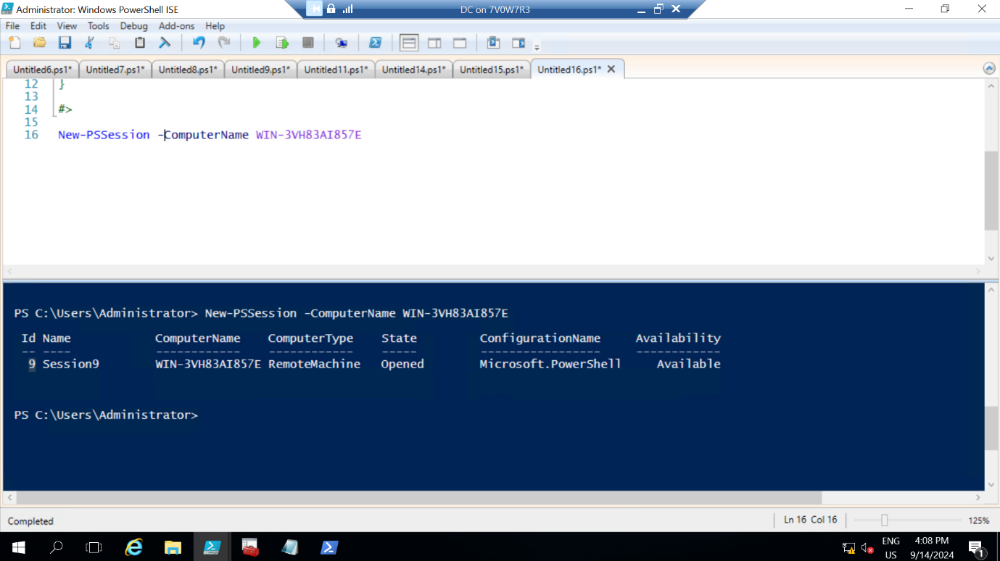 Administrator: Windows PowerShell ISE
DC on 7V0W7R3
File Edit View Tools Debug Add-ons Help
Untitled6.ps1* Untitled7.ps1* Untitled8.ps1* Untitled9.ps1* Untitled11.ps1* Untitled14.ps1* Untitled15.ps1* Untitled16.ps1*
12 }
13
14 #>
15
16 New-PSSession -ComputerName WIN-3VH83AI857E
PS C:\Users\Administrator> New-PSSession -ComputerName WIN-3VH83AI857E
Id Name ComputerName ComputerType State ConfigurationName Availability
-- ---- ------------ ------------ ----- ----------------- ------------
9 Session9 WIN-3VH83AI857E RemoteMachine Opened Microsoft.PowerShell Available
PS C:\Users\Administrator>
Completed
Ln 16 Col 16
125%
ENG
US
4:08 PM
9/14/2024
1